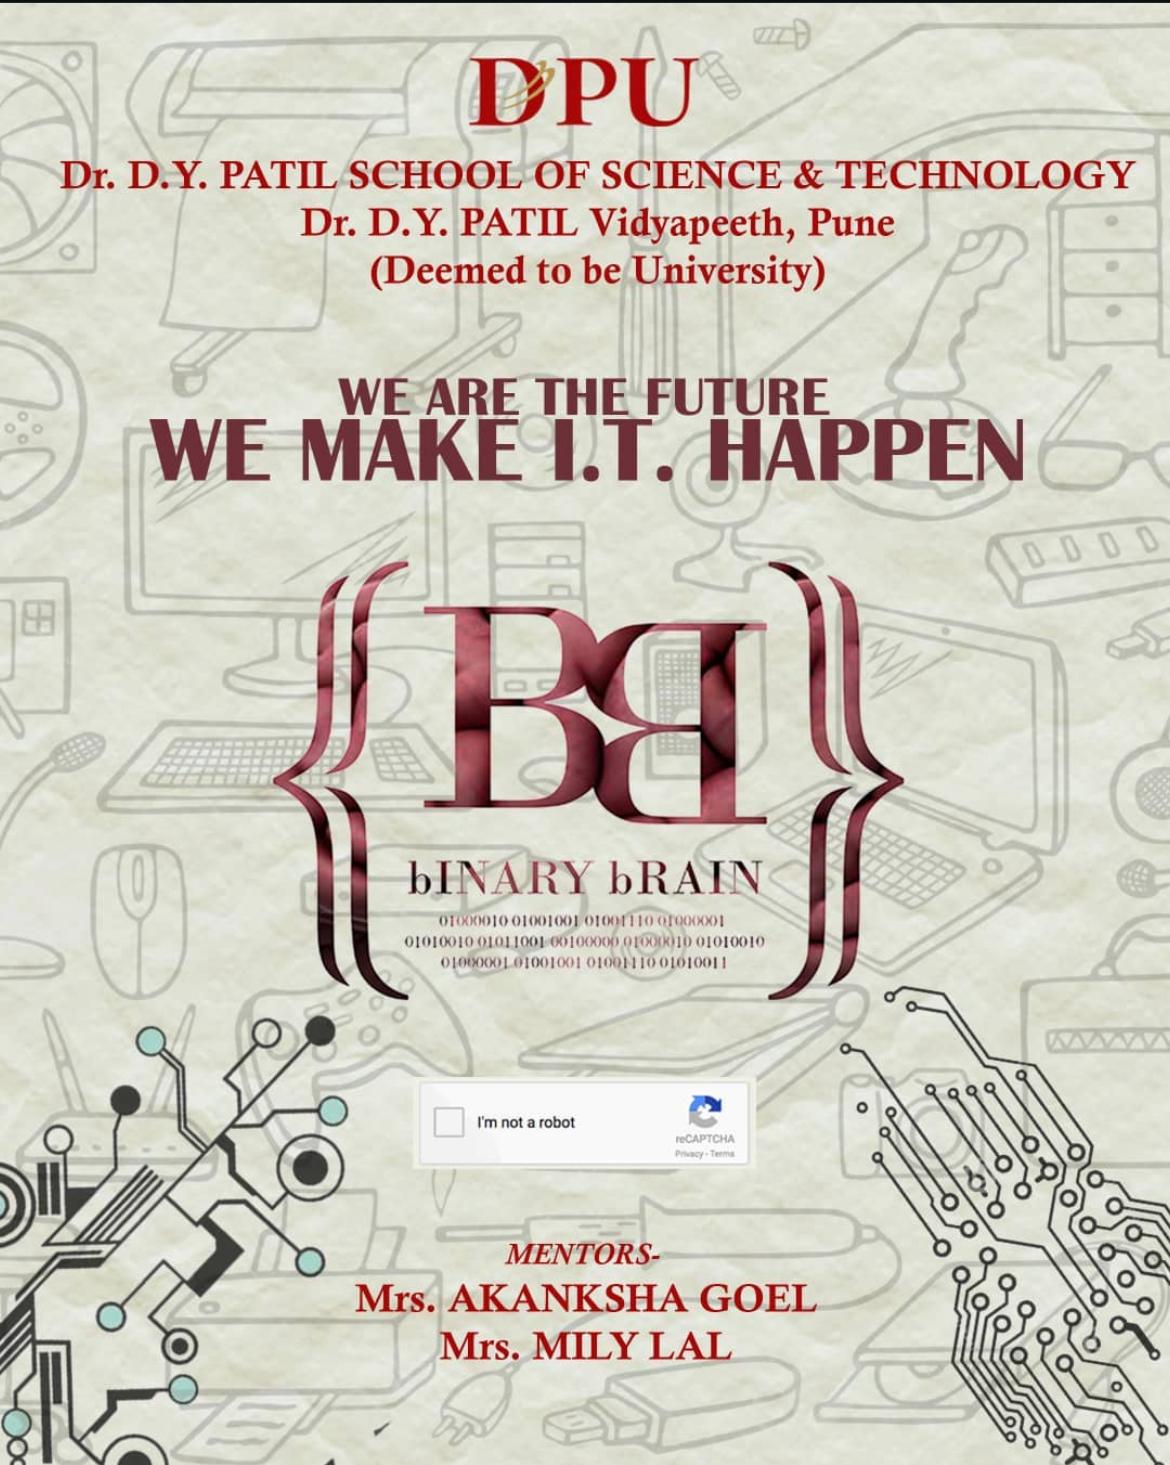 DPU
Dr. D.Y. PATIL SCHOOL OF SCIENCE & TECHNOLOGY
Dr. D.Y. PATIL Vidyapeeth, Pune
(Deemed to be University)
WE ARE THE FUTURE
WE MAKE I.T. HAPPEN
BB
bINARY bRAIN
01000010 01001001 01001110 01000001
01010010 01011001 00100000 01000010 01010010
01000001 01001001 01001110 01010011
I'm not a robot
reCAPTCHA
Privacy - Terms
MENTORS-
Mrs. AKANKSHA GOEL
Mrs. MILY LAL